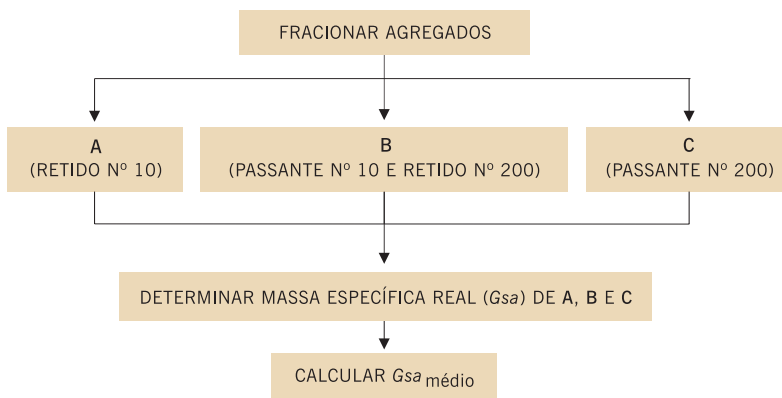 FRACIONAR AGREGADOS
A
(RETIDO Nº 10)
B
(PASSANTE Nº 10 E RETIDO Nº 200)
C
(PASSANTE Nº 200)
DETERMINAR MASSA ESPECÍFICA REAL (Gsa) DE A, B E C
CALCULAR Gsa médio